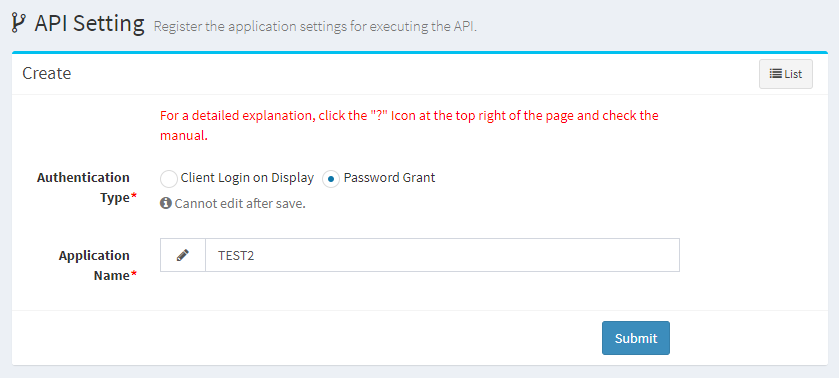 API Setting Register the application settings for executing the API.
Create
List
For a detailed explanation, click the "?" Icon at the top right of the page and check the
manual.
Authentication Type*
Client Login on Display Password Grant
Cannot edit after save.
Application Name*
TEST2
Submit